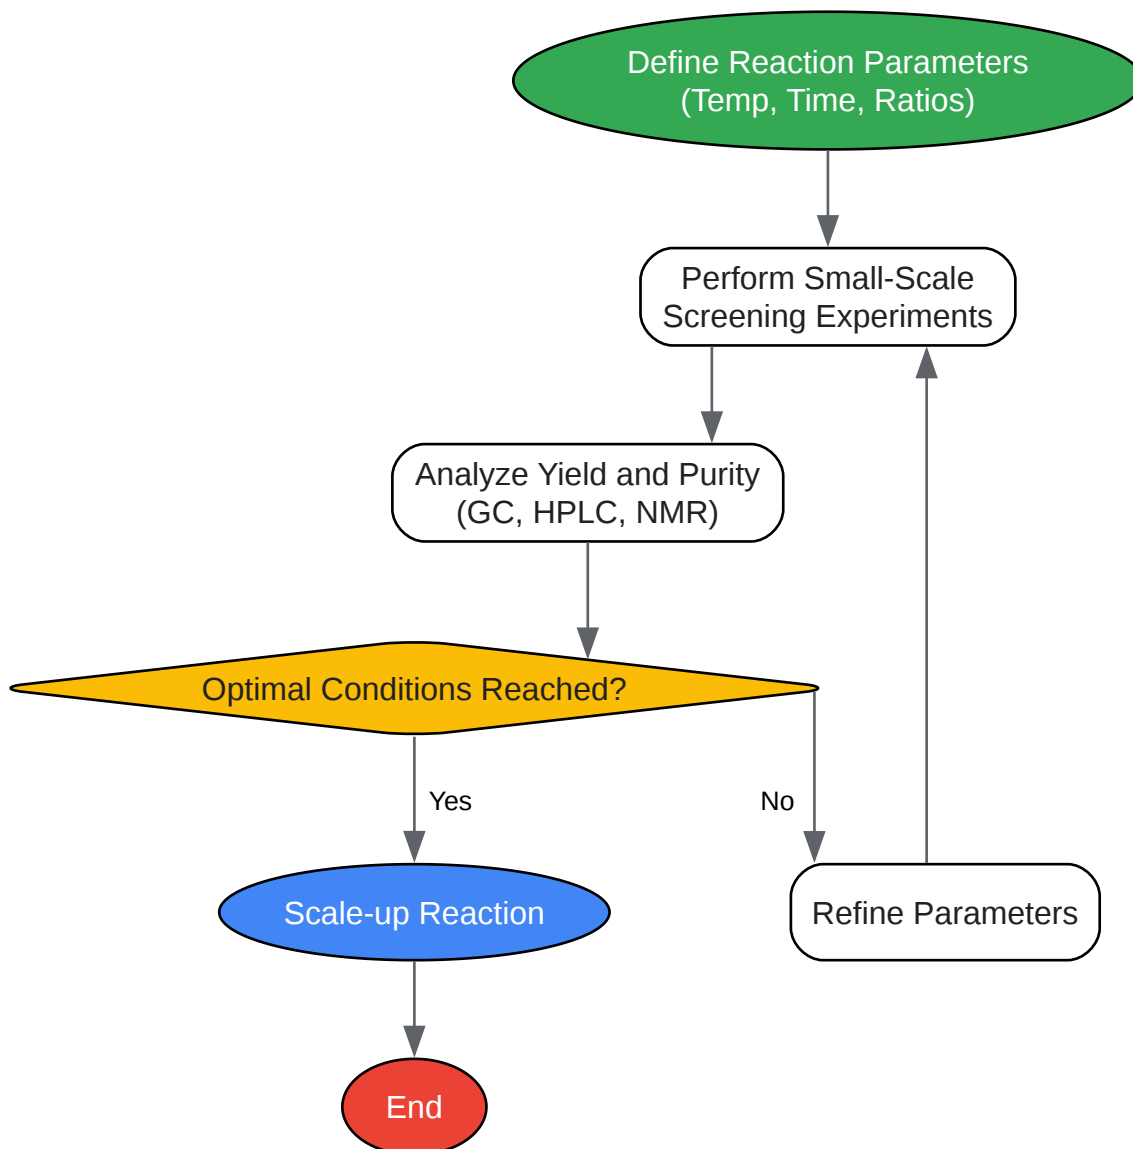 Define Reaction Parameters
(Temp, Time, Ratios)
Perform Small-Scale
Screening Experiments
Analyze Yield and Purity
(GC, HPLC, NMR)
Optimal Conditions Reached?
Yes
No
Scale-up Reaction
Refine Parameters
End